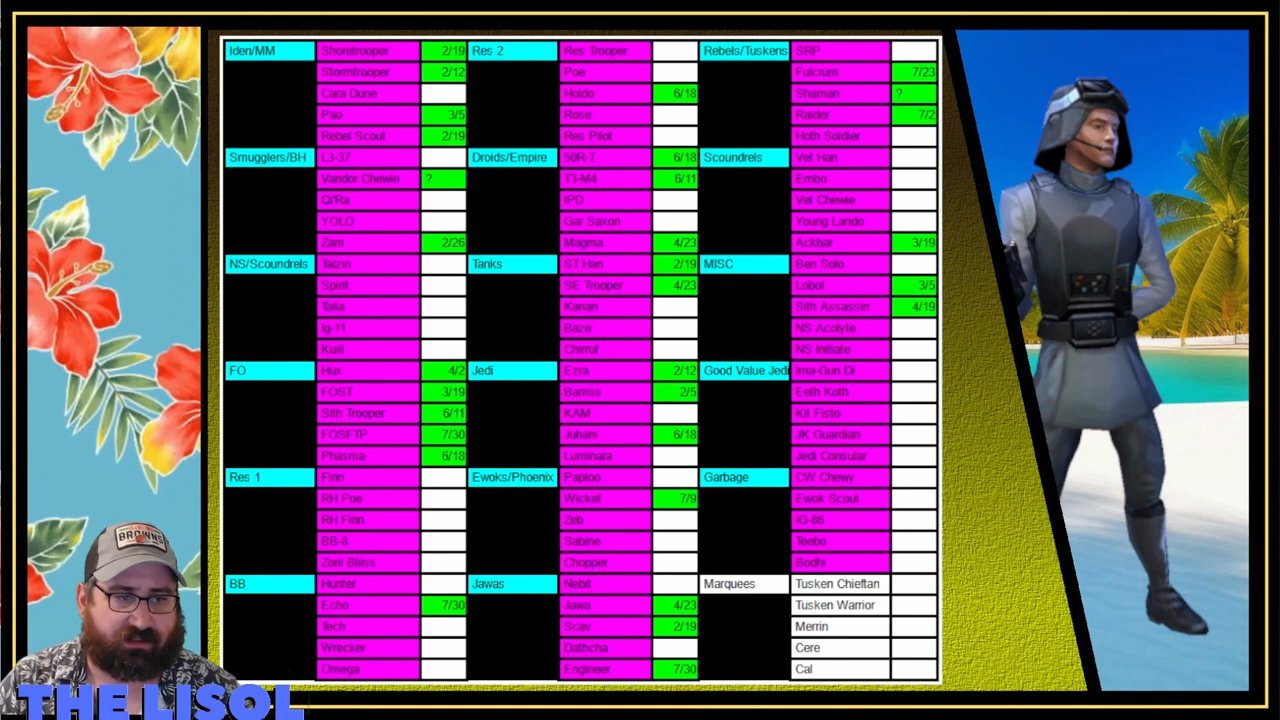 Iden/MM Shoretrooper 2/19 Res 2 Res Trooper Rebels/Tuskens SRP
Stormtrooper 2/12 Poe Fulcrum 7/23
Cara Dune Holdo 6/18 Shaman ?
Pao 3/5 Rose Raider 7/2
Rebel Scout 2/19 Res Pilot Hoth Soldier
Smugglers/BH L3-37 Droids/Empire 50R-T 6/18 Scoundrels Vet Han
Vandor Chewie ? T3-M4 6/11 Embo
Qi'Ra IPD Vet Chewie
YOLO Gar Saxon Young Lando
Zam 2/26 Magma 4/23 Ackbar 3/19
NS/Scoundrels Talzin Tanks ST Han 2/19 MISC Ben Solo
Spirit SE Trooper 4/23 Lobot 3/5
Talia Kanan Sith Assassin 4/19
Ig-11 Baze NS Acolyte
Kuiil Chirrut NS Initiate
FO Hux 4/2 Jedi Ezra 2/12 Good Value Jedi Ima-Gun Di
FOST 3/19 Barriss 2/5 Eeth Koth
Sith Trooper 6/11 KAM Kit Fisto
FOSFTP 7/30 Juhani 6/18 JK Guardian
Phasma 6/18 Luminara Jedi Consular
Res 1 Finn Ewoks/Phoenix Paploo Garbage CW Chewy
RH Poe Wicket 7/9 Ewok Scout
RH Finn Zeb IG-86
BB-8 Sabine Teebo
Zorii Bliiss Chopper Bodhi
BB Hunter Jawas Nebit Marquees Tusken Chieftan
Echo 7/30 Jawa 4/23 Tusken Warrior
Tech Scav 2/19 Merrin
Wrecker Dathcha Cere
Omega Engineer 7/30 Cal
BROWNS
THE LISOL